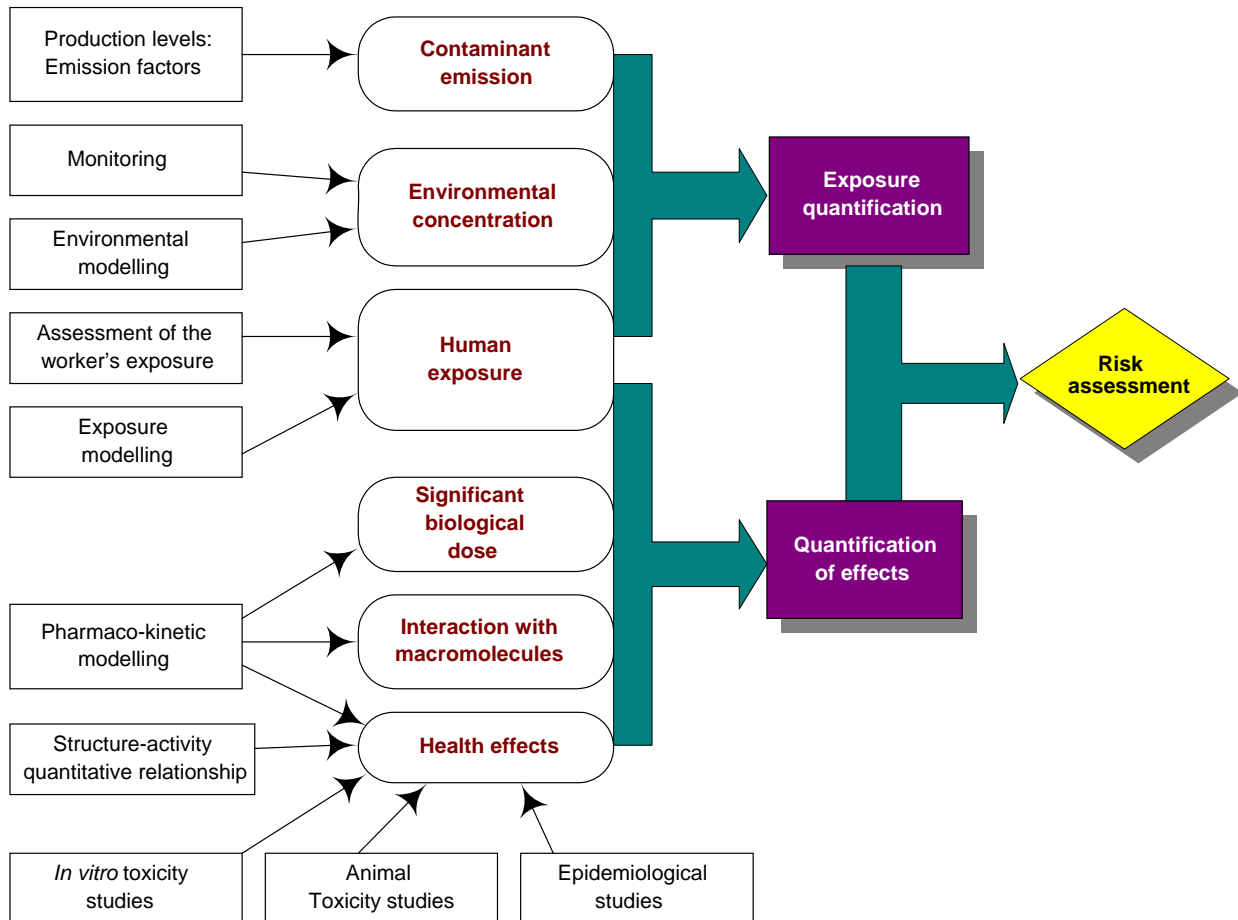 Production levels:
Emission factors
Contaminant
emission
Monitoring
Environmental
concentration
Exposure
quantification
Environmental
modelling
Assessment of the
worker's exposure
Human
exposure
Risk
assessment
Exposure
modelling
Significant
biological
dose
Quantification
of effects
Pharmaco-kinetic
modelling
Interaction with
macromolecules
Structure-activity
quantitative relationship
Health effects
In vitro toxicity
studies
Animal
Toxicity studies
Epidemiological
studies